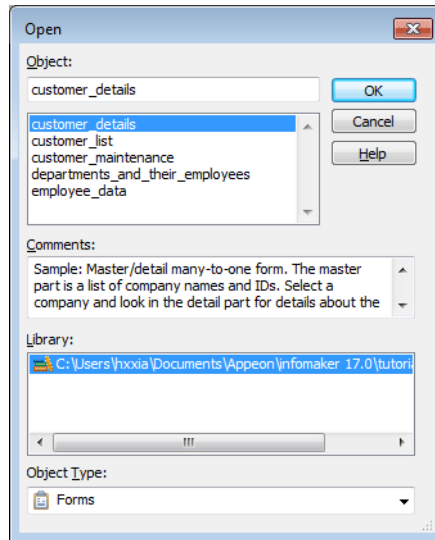 Open
Object:
customer_details
OK
customer_details
customer_list
customer_maintenance
departments_and_their_employees
employee_data
Cancel
Help
Comments:
Sample: Master/detail many-to-one form. The master
part is a list of company names and IDs. Select a
company and look in the detail part for details about the
Library:
C:\Users\hxxia\Documents\Appeon\infomaker 17.0\tutoria
Object Type:
Forms